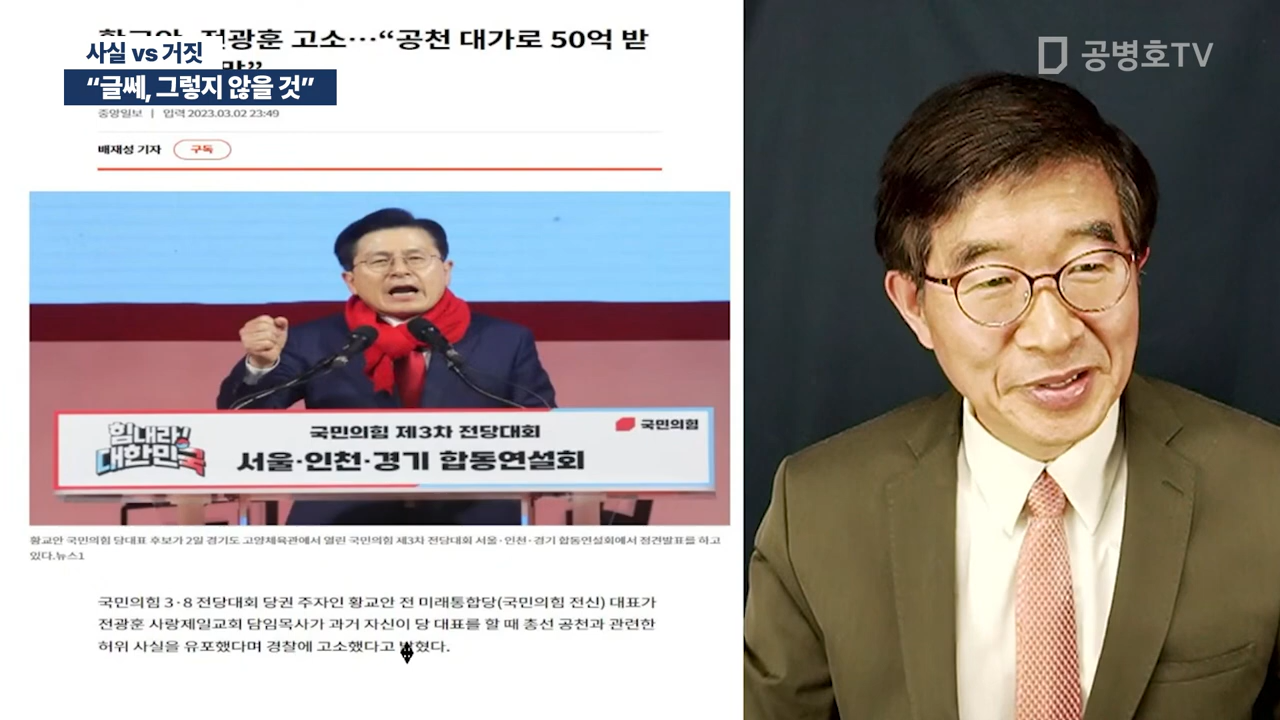 전광훈 고소…“공천 대가로 50억 받
사실 vs 거짓
“글쎄, 그렇지 않을 것”
공병호TV
중앙일보 | 입력 2023.03.02 23:49
배재성 기자 구독
힘내라!
대한민국
국민의힘 제3차 전당대회
국민의힘
서울·인천·경기 합동연설회
황교안 국민의힘 당대표 후보가 2일 경기도 고양체육관에서 열린 국민의힘 제3차 전당대회 서울·인천·경기 합동연설회에서 정견발표를 하고
있다.뉴스1
국민의힘 3·8 전당대회 당권 주자인 황교안 전 미래통합당(국민의힘 전신) 대표가
전광훈 사랑제일교회 담임목사가 과거 자신이 당 대표를 할 때 총선 공천과 관련한
허위 사실을 유포했다며 경찰에 고소했다고 밝혔다.